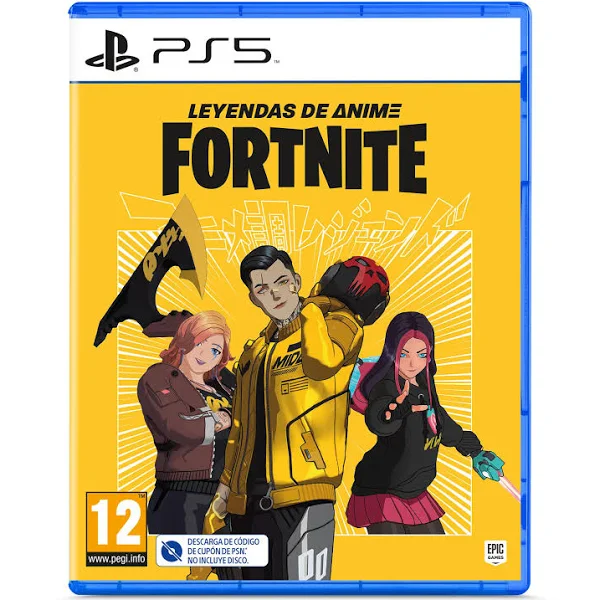 PS5
LEYENDAS DE ANIME
FORTNITE
MIDA
12
www.pegi.info
DESCARGA DE CÓDIGO
DE CUPÓN DE PSN.
NO INCLUYE DISCO.
EPIC
GAMES